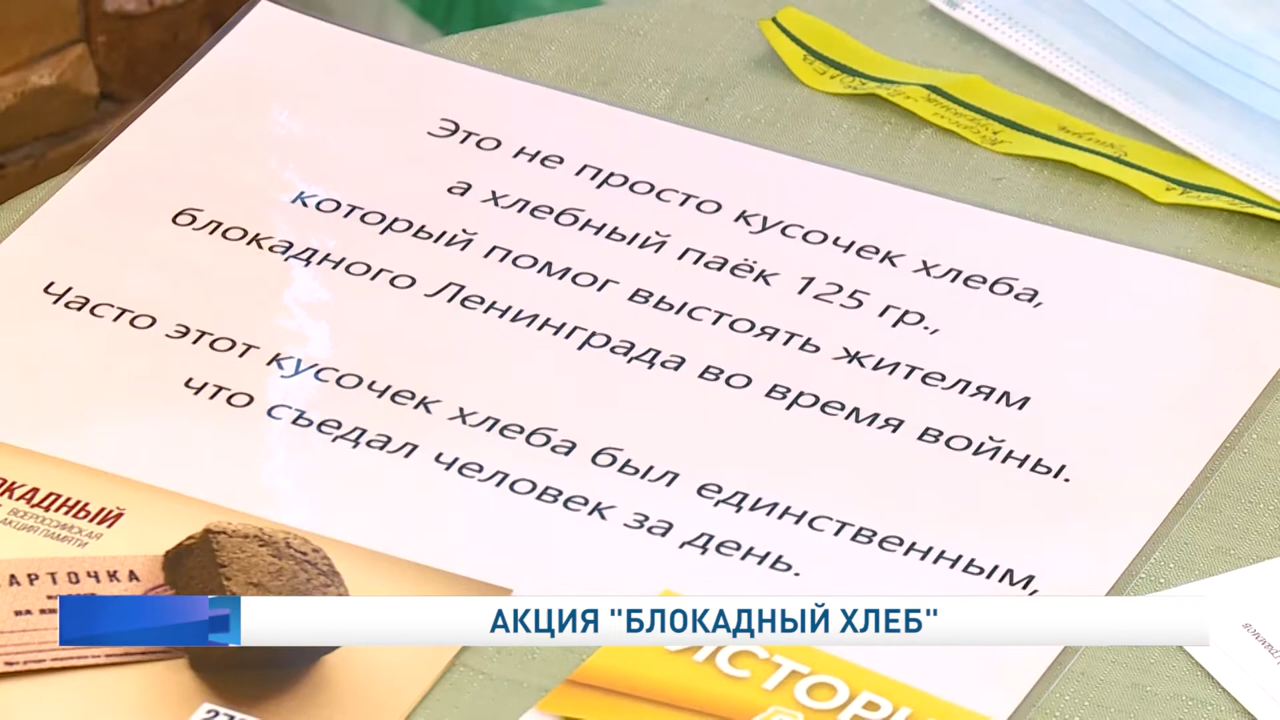 Это не просто кусочек хлеба,
а хлебный паёк 125 гр.,
который помог выстоять жителям
блокадного Ленинграда во время войны.
Часто этот кусочек хлеба был единственным,
что съедал человек за день.
ОКАДНЫЙ
ВСЕРОССИЙСКАЯ
АКЦИЯ ПАМЯТИ
АРТОЧКА
АКЦИЯ "БЛОКАДНЫЙ ХЛЕБ"
ИСТОРИ